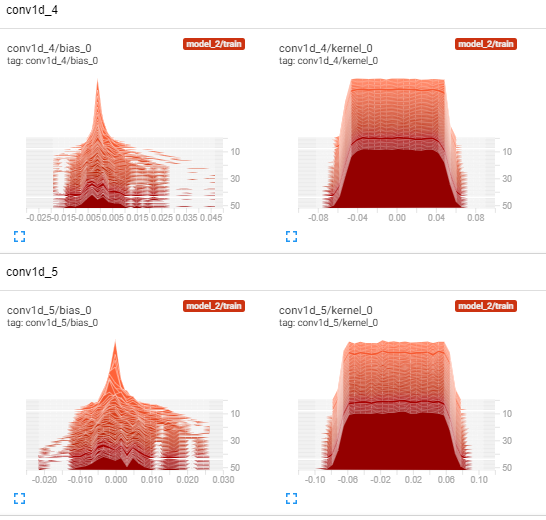 conv1d_4
conv1d_4/bias_0
model_2/train
tag: conv1d_4/bias_0
10
30
50
-0.025 -0.015 -0.005 0.005 0.015 0.025 0.035 0.045
conv1d_4/kernel_0
model_2/train
tag: conv1d_4/kernel_0
10
30
50
-0.08 -0.04 0.00 0.04 0.08
conv1d_5
conv1d_5/bias_0
model_2/train
tag: conv1d_5/bias_0
10
30
50
-0.020 -0.010 0.000 0.010 0.020 0.030
conv1d_5/kernel_0
model_2/train
tag: conv1d_5/kernel_0
10
30
50
-0.10 -0.06 -0.02 0.02 0.06 0.10